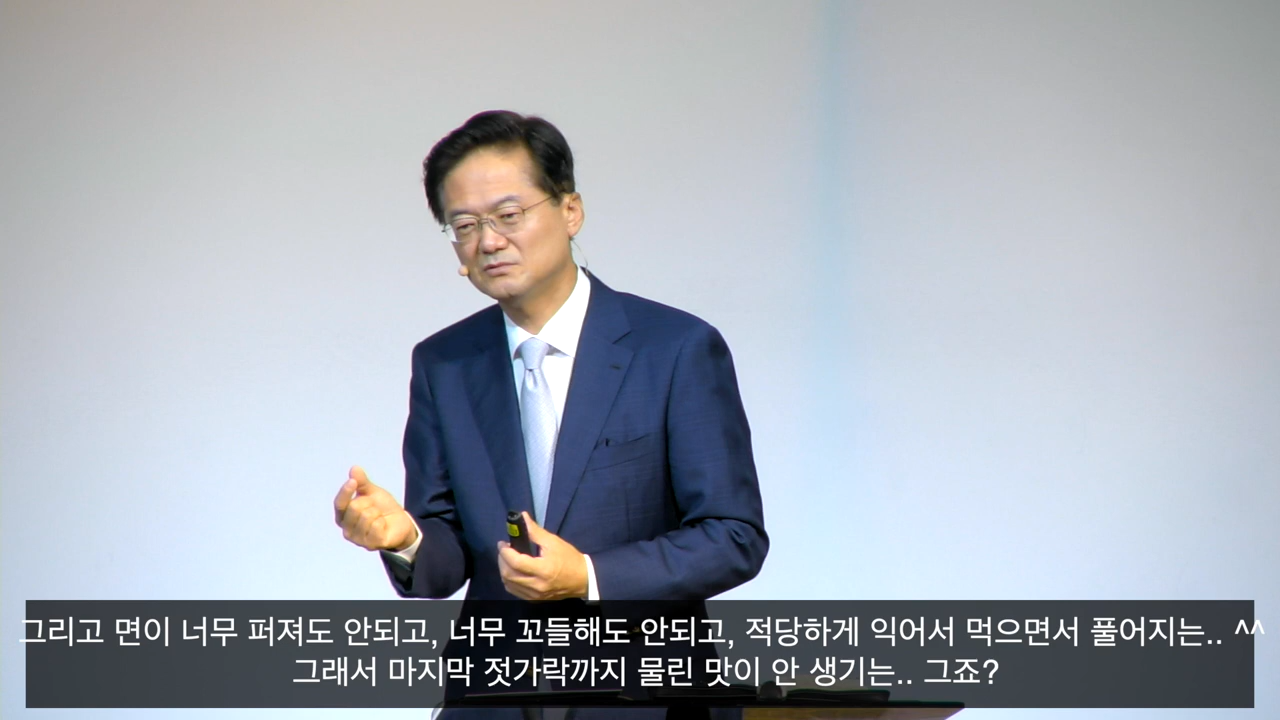 그리고 면이 너무 퍼져도 안되고, 너무 꼬들해도 안되고, 적당하게 익어서 먹으면서 풀어지는.. ^^
그래서 마지막 젓가락까지 물린 맛이 안 생기는.. 그죠?